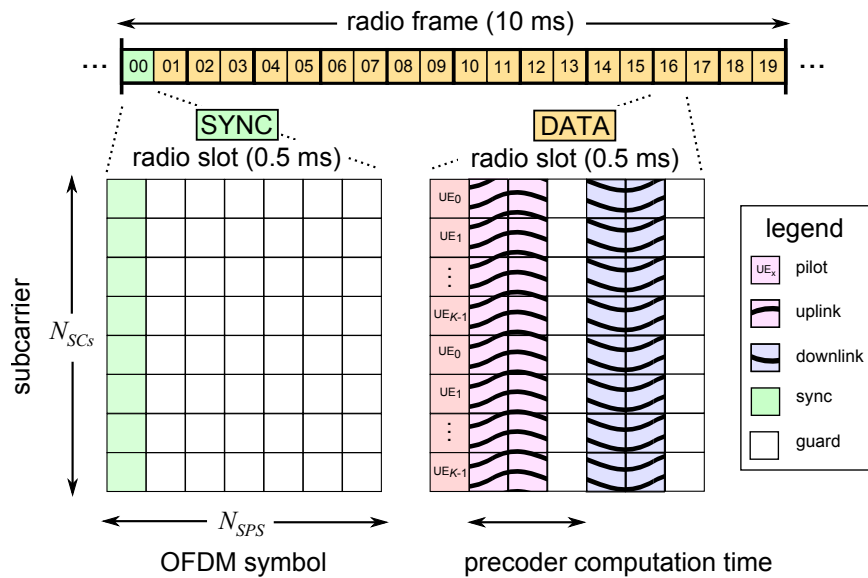 radio frame (10 ms)
... 00 01 02 03 04 05 06 07 08 09 10 11 12 13 14 15 16 17 18 19 ...
SYNC
DATA
radio slot (0.5 ms)
radio slot (0.5 ms)
subcarrier
N_SCs
UE0
UE1
⋮
UEK-1
UE0
UE1
⋮
UEK-1
legend
UEx pilot
uplink
downlink
sync
guard
N_SPS
OFDM symbol
precoder computation time